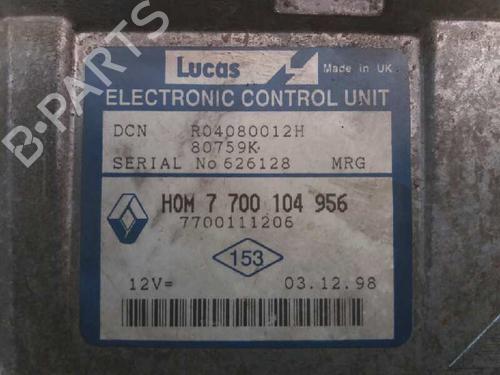 Lucas
Made in UK
ELECTRONIC CONTROL UNIT
DCN R04080012H
80759K
SERIAL No 626128 MRG
HOM 7 700 104 956
7700111206
153
12V= 03.12.98
B-PARTS